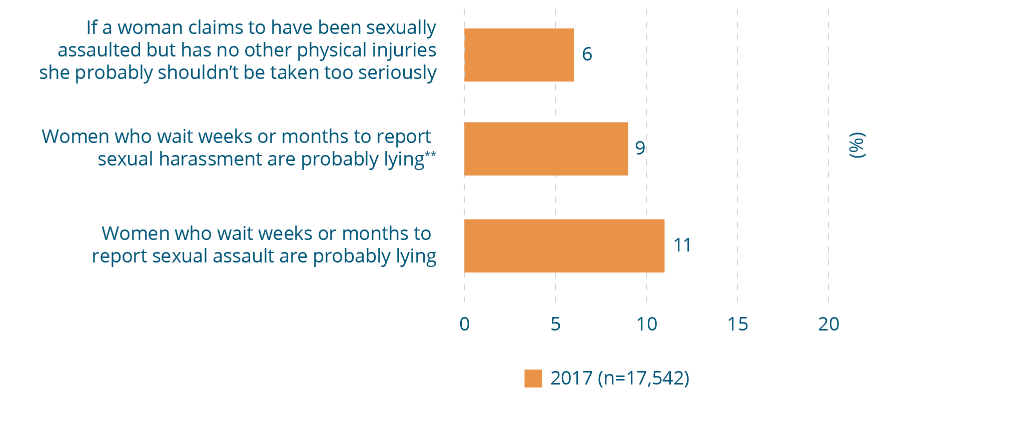 If a woman claims to have been sexually
assaulted but has no other physical injuries
she probably shouldn’t be taken too seriously
6
Women who wait weeks or months to report
sexual harassment are probably lying**
9
(%)
Women who wait weeks or months to
report sexual assault are probably lying
11
0 5 10 15 20
2017 (n=17,542)